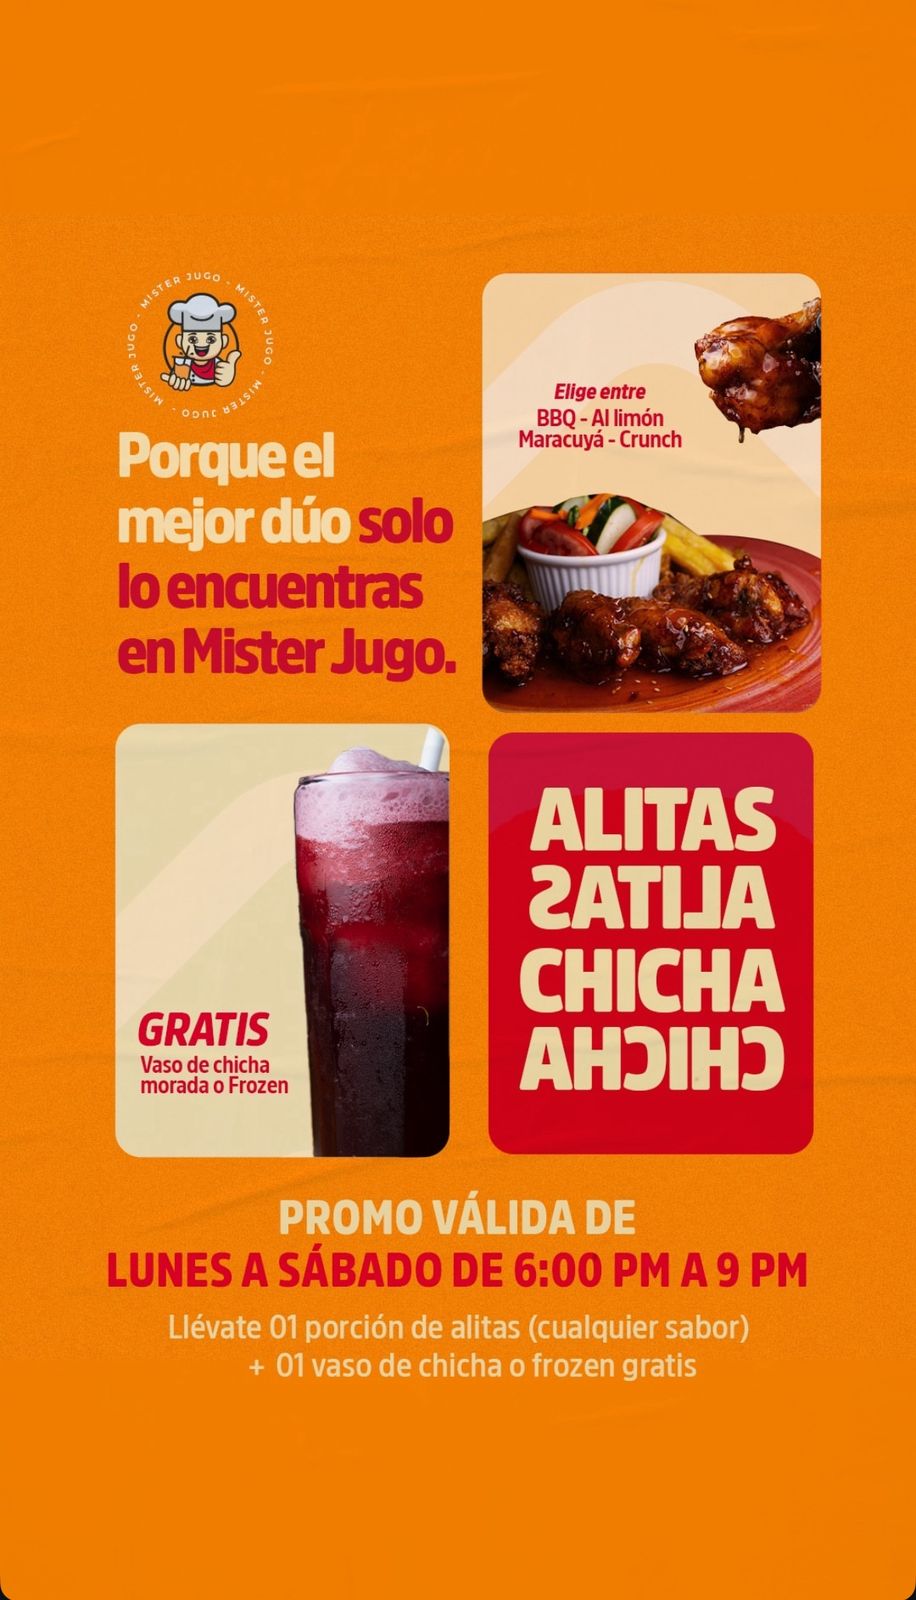 MISTER JUGO - MISTER JUGO - MISTER JUGO - MISTER JUGO -
Porque el
mejor dúo solo
lo encuentras
en Mister Jugo.
Elige entre
BBQ - Al limón
Maracuyá - Crunch
GRATIS
Vaso de chicha
morada o Frozen
ALITAS
ALITAS
CHICHA
CHICHA
PROMO VÁLIDA DE
LUNES A SÁBADO DE 6:00 PM A 9 PM
Llévate 01 porción de alitas (cualquier sabor)
+ 01 vaso de chicha o frozen gratis